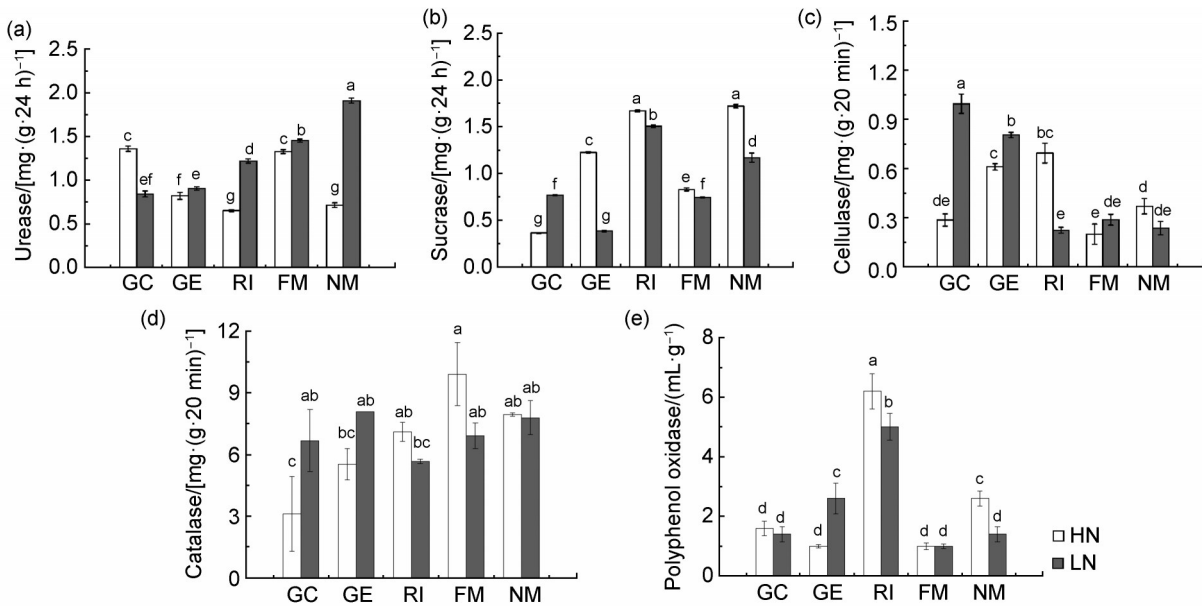 (a)
Urease/[mg·(g·24 h)⁻¹]
2.5
2.0
1.5
1.0
0.5
0.0
c
ef
f
e
g
d
c
b
g
a
GC GE RI FM NM
(b)
Sucrase/[mg·(g·24 h)⁻¹]
2.5
2.0
1.5
1.0
0.5
0.0
g
f
c
g
a
b
e
f
a
d
GC GE RI FM NM
(c)
Cellulase/[mg·(g·20 min)⁻¹]
1.5
1.2
0.9
0.6
0.3
0.0
de
a
c
b
bc
e
e
de
d
de
GC GE RI FM NM
(d)
Catalase/[mg·(g·20 min)⁻¹]
12
9
6
3
0
c
ab
bc
ab
ab
bc
a
ab
ab
ab
GC GE RI FM NM
(e)
Polyphenol oxidase/(mL·g⁻¹)
8
6
4
2
0
d
d
d
c
a
b
d
d
c
d
GC GE RI FM NM
HN
LN